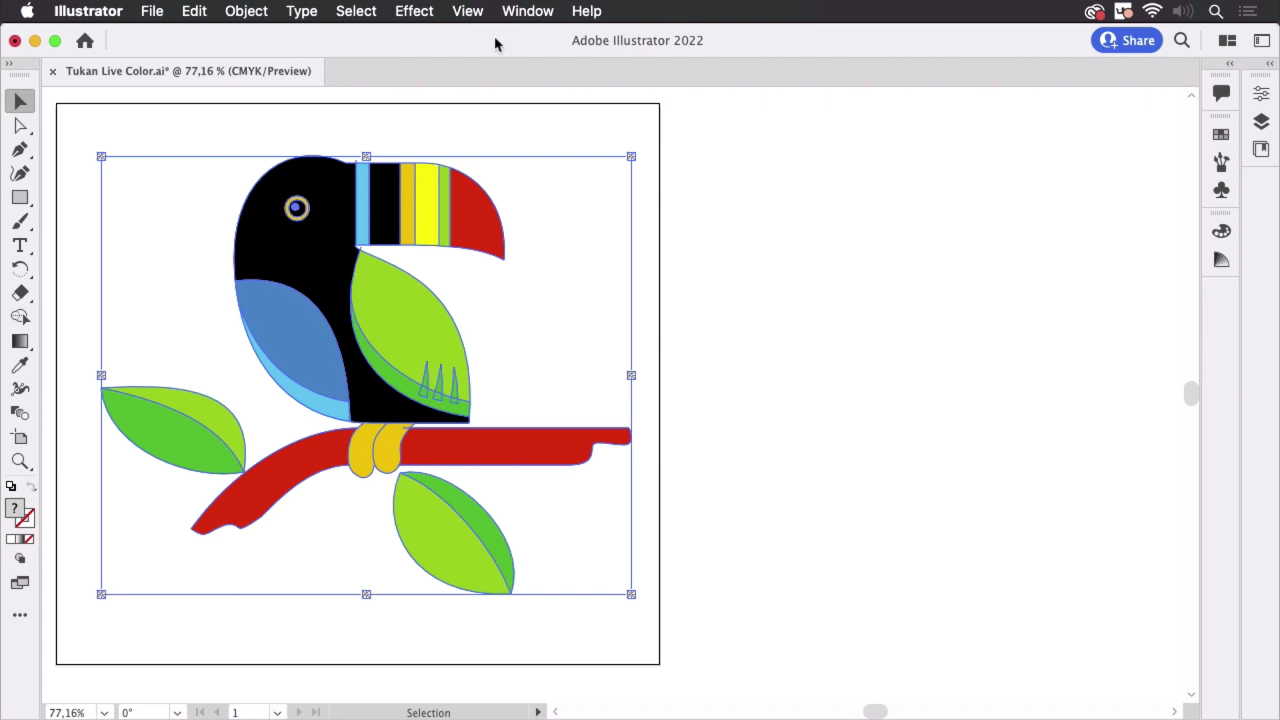 Illustrator File Edit Object Type Select Effect View Window Help
Adobe Illustrator 2022
Share
Tukan Live Color.ai* @ 77,16 % (CMYK/Preview)
?
77,16%
0°
1
Selection